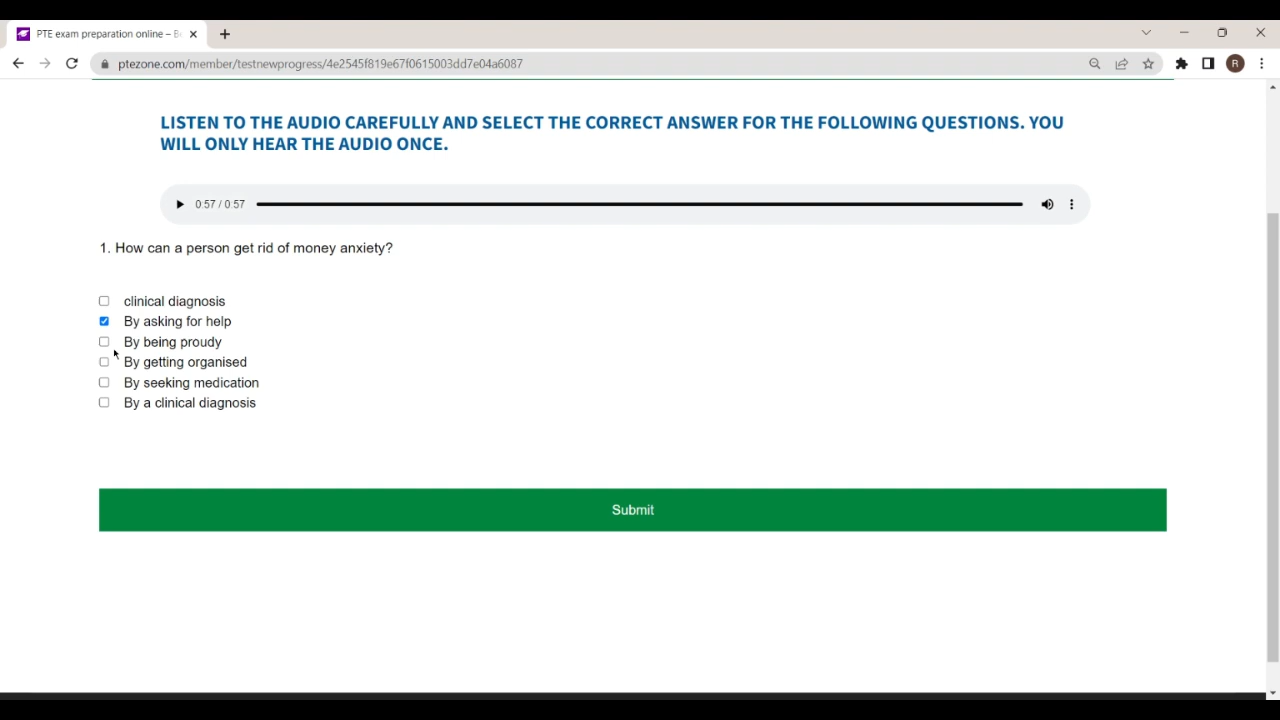 PTE exam preparation online – B
ptezone.com/member/testnewprogress/4e2545f819e67f0615003dd7e04a6087
R
LISTEN TO THE AUDIO CAREFULLY AND SELECT THE CORRECT ANSWER FOR THE FOLLOWING QUESTIONS. YOU
WILL ONLY HEAR THE AUDIO ONCE.
0:57 / 0:57
1. How can a person get rid of money anxiety?
clinical diagnosis
By asking for help
By being proudy
By getting organised
By seeking medication
By a clinical diagnosis
Submit